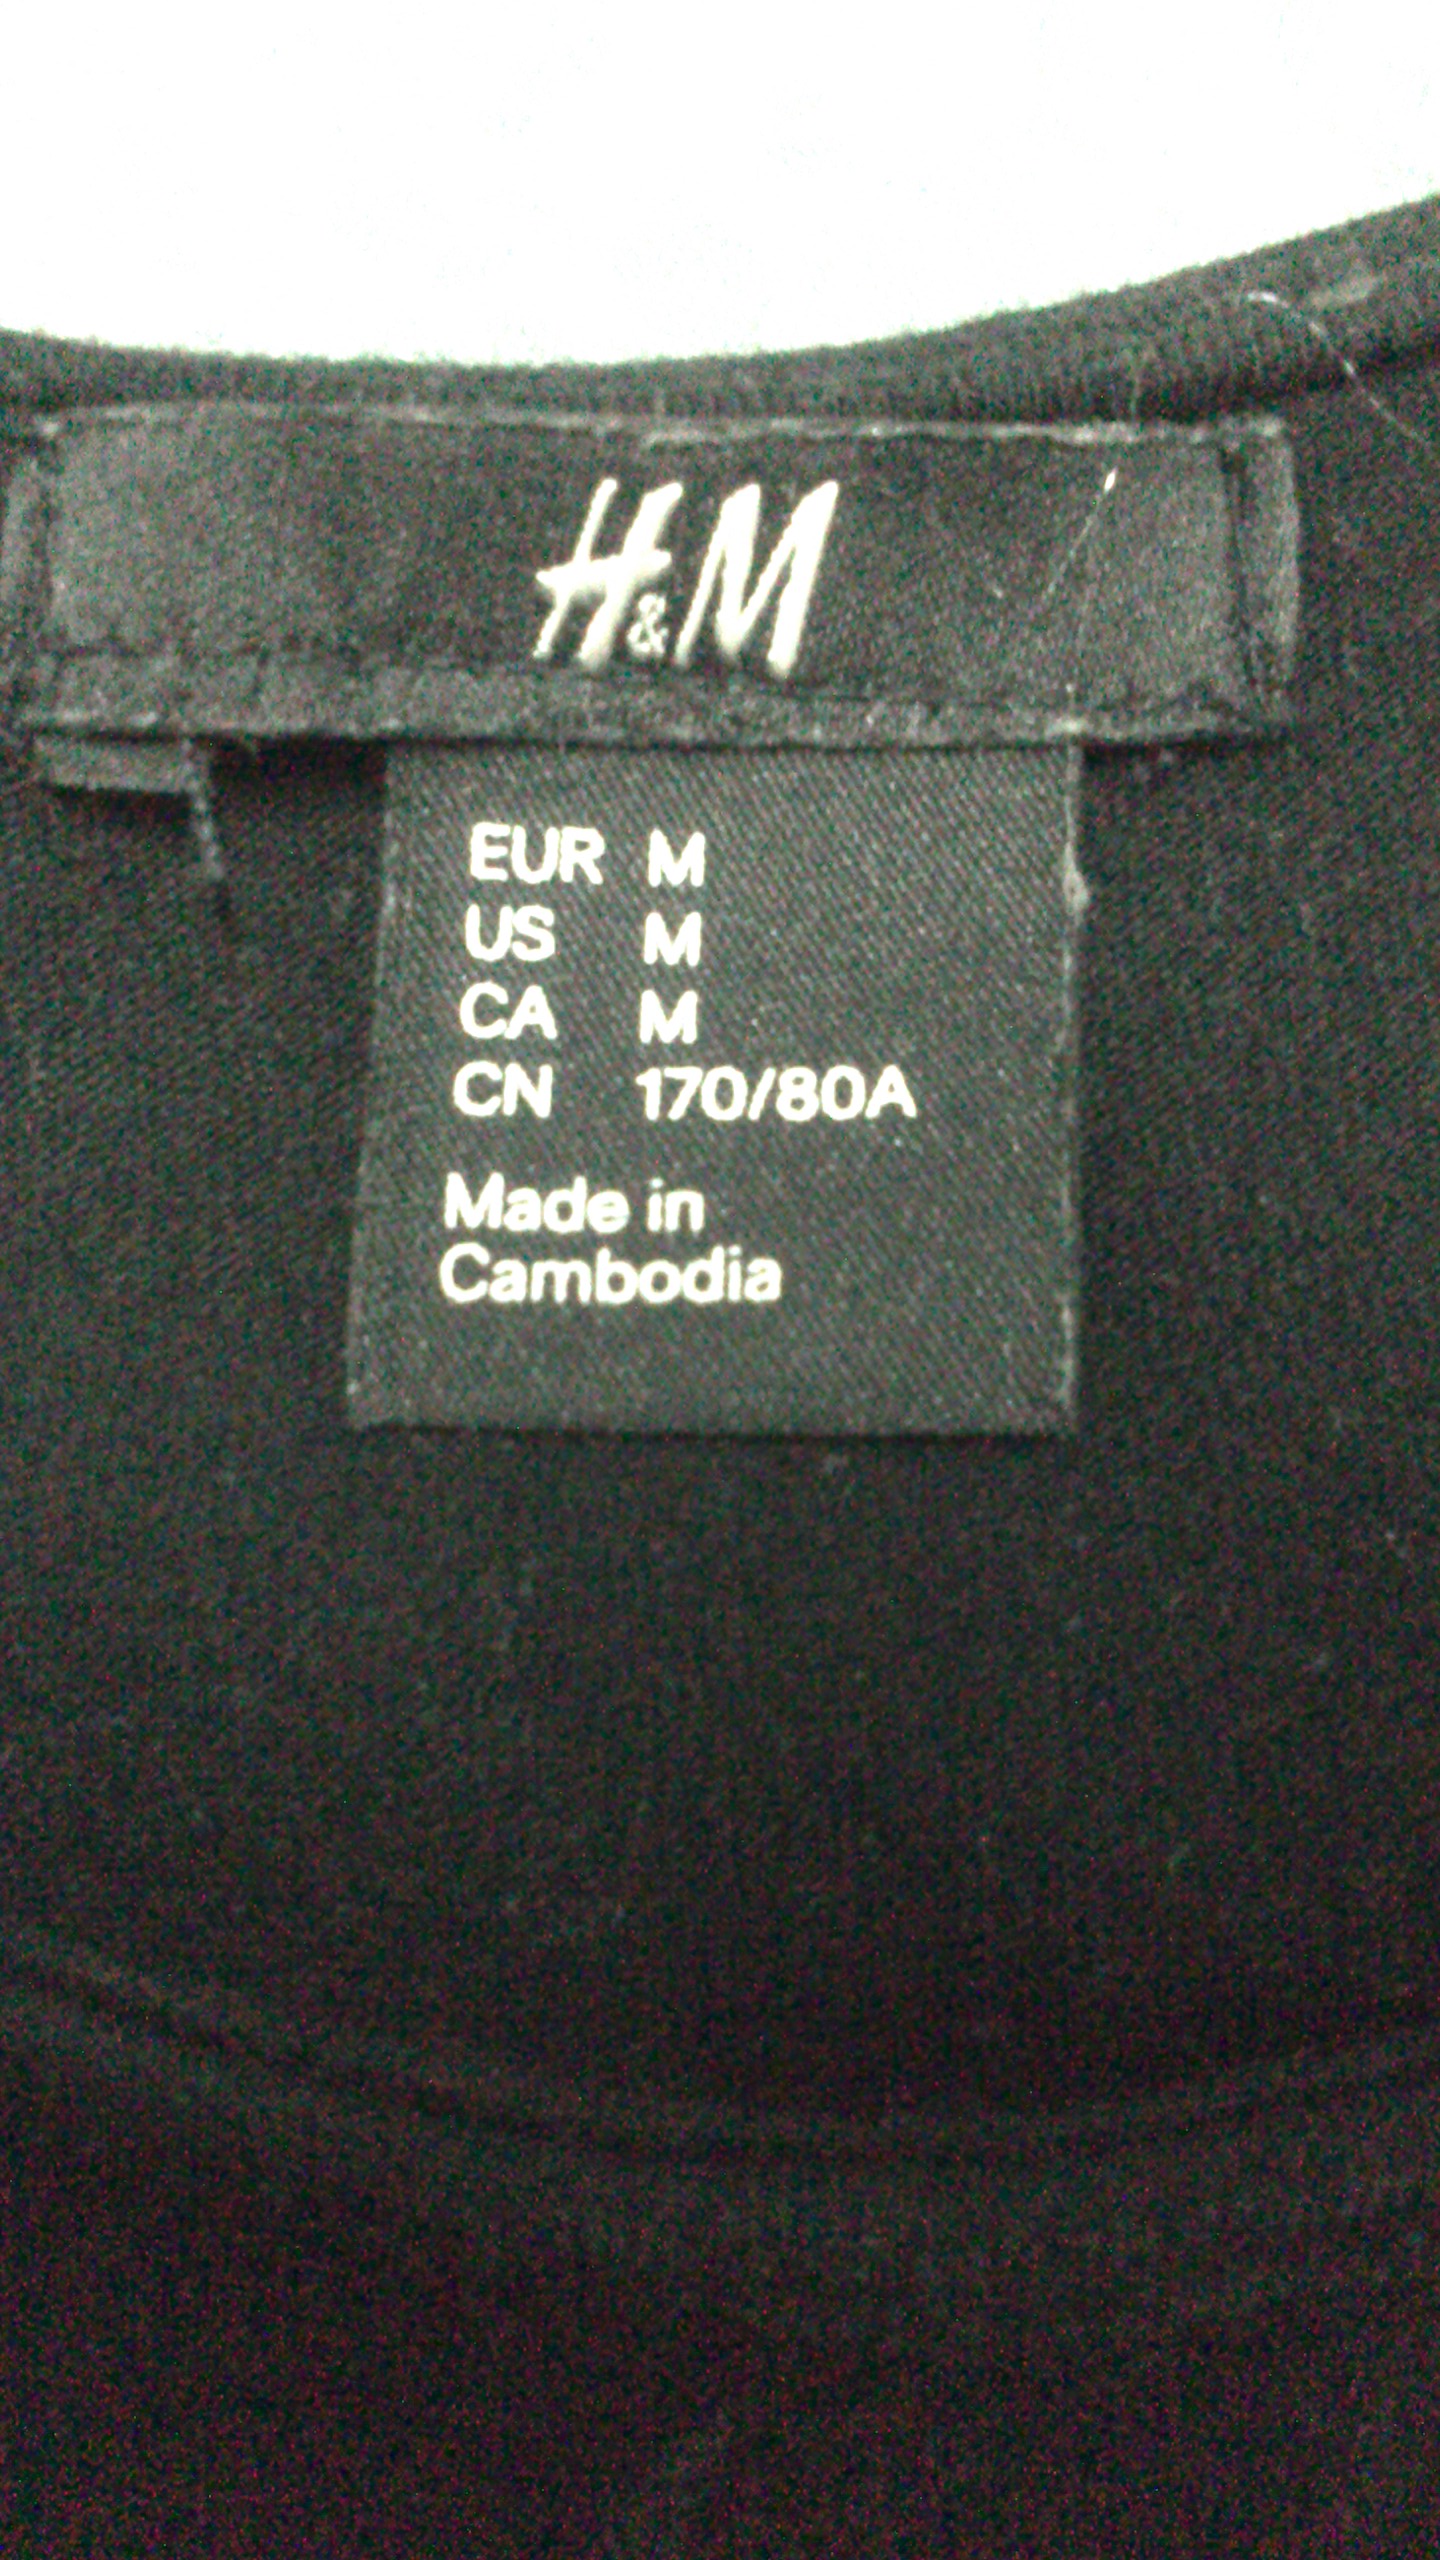 H&M
EUR M
US M
CA M
CN 170/80A
Made in
Cambodia